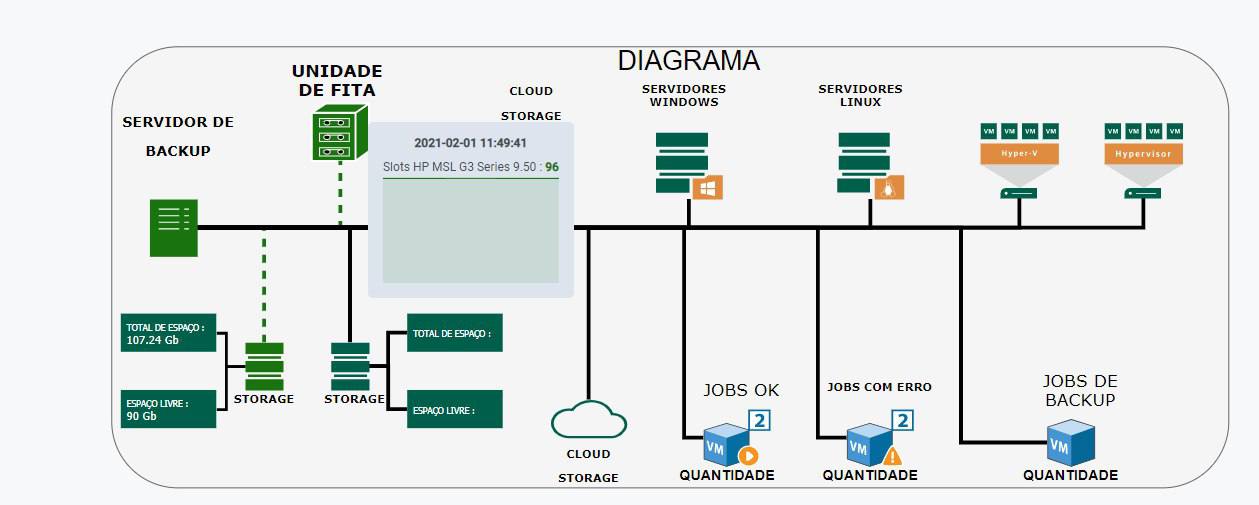 DIAGRAMA
UNIDADE
DE FITA
CLOUD
STORAGE
SERVIDORES
WINDOWS
SERVIDORES
LINUX
SERVIDOR DE
BACKUP
2021-02-01 11:49:41
Slots HP MSL G3 Series 9.50 : 96
VM VM VM VM
Hyper-V
VM VM VM VM
Hypervisor
TOTAL DE ESPAÇO :
107.24 Gb
ESPAÇO LIVRE :
90 Gb
STORAGE
STORAGE
TOTAL DE ESPAÇO :
ESPAÇO LIVRE :
CLOUD
STORAGE
JOBS OK
2
VM
QUANTIDADE
JOBS COM ERRO
2
VM
QUANTIDADE
JOBS DE
BACKUP
VM
QUANTIDADE